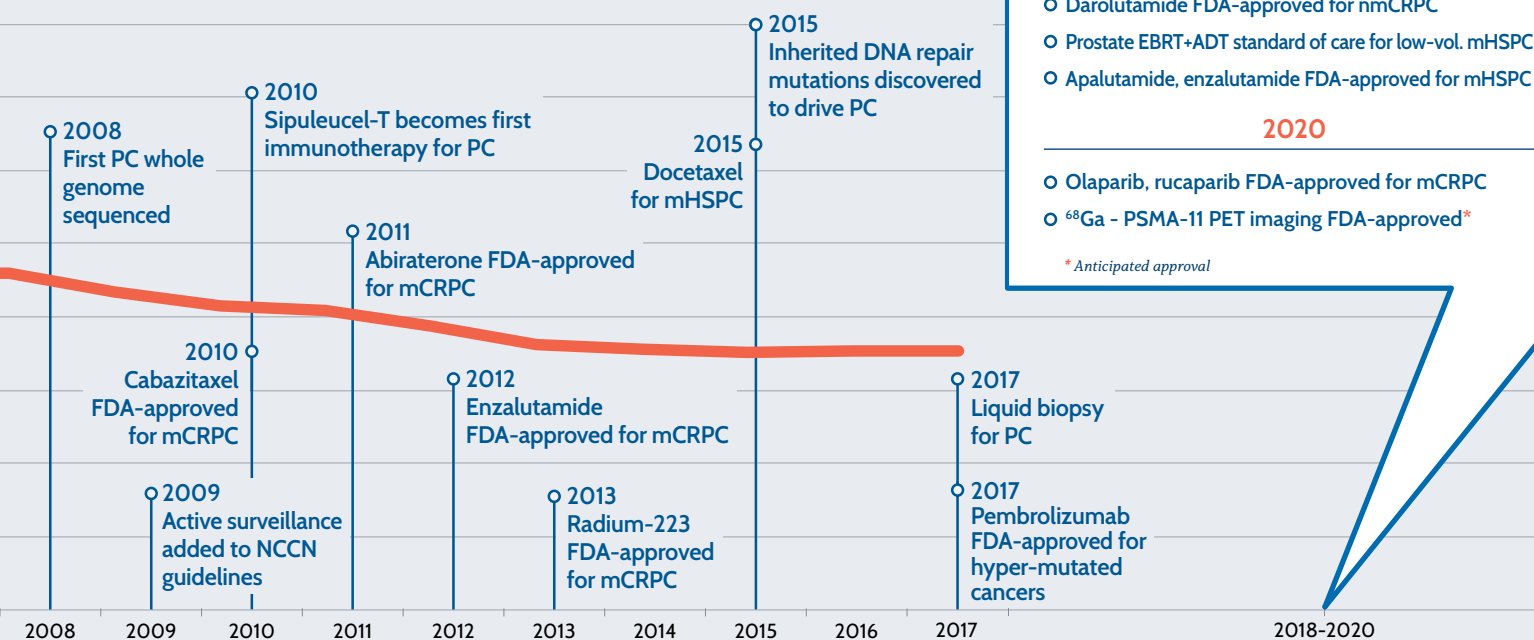 2008
First PC whole
genome
sequenced
2010
Sipuleucel-T becomes first
immunotherapy for PC
2011
Abiraterone FDA-approved
for mCRPC
2010
Cabazitaxel
FDA-approved
for mCRPC
2009
Active surveillance
added to NCCN
guidelines
2012
Enzalutamide
FDA-approved for mCRPC
2013
Radium-223
FDA-approved
for mCRPC
2015
Inherited DNA repair
mutations discovered
to drive PC
2015
Docetaxel
for mHSPC
2017
Liquid biopsy
for PC
2017
Pembrolizumab
FDA-approved for
hyper-mutated
cancers
Darolutamide FDA-approved for nmCRPC
Prostate EBRT+ADT standard of care for low-vol. mHSPC
Apalutamide, enzalutamide FDA-approved for mHSPC
2020
Olaparib, rucaparib FDA-approved for mCRPC
⁶⁸Ga - PSMA-11 PET imaging FDA-approved*
* Anticipated approval
2008 2009 2010 2011 2012 2013 2014 2015 2016 2017 2018-2020